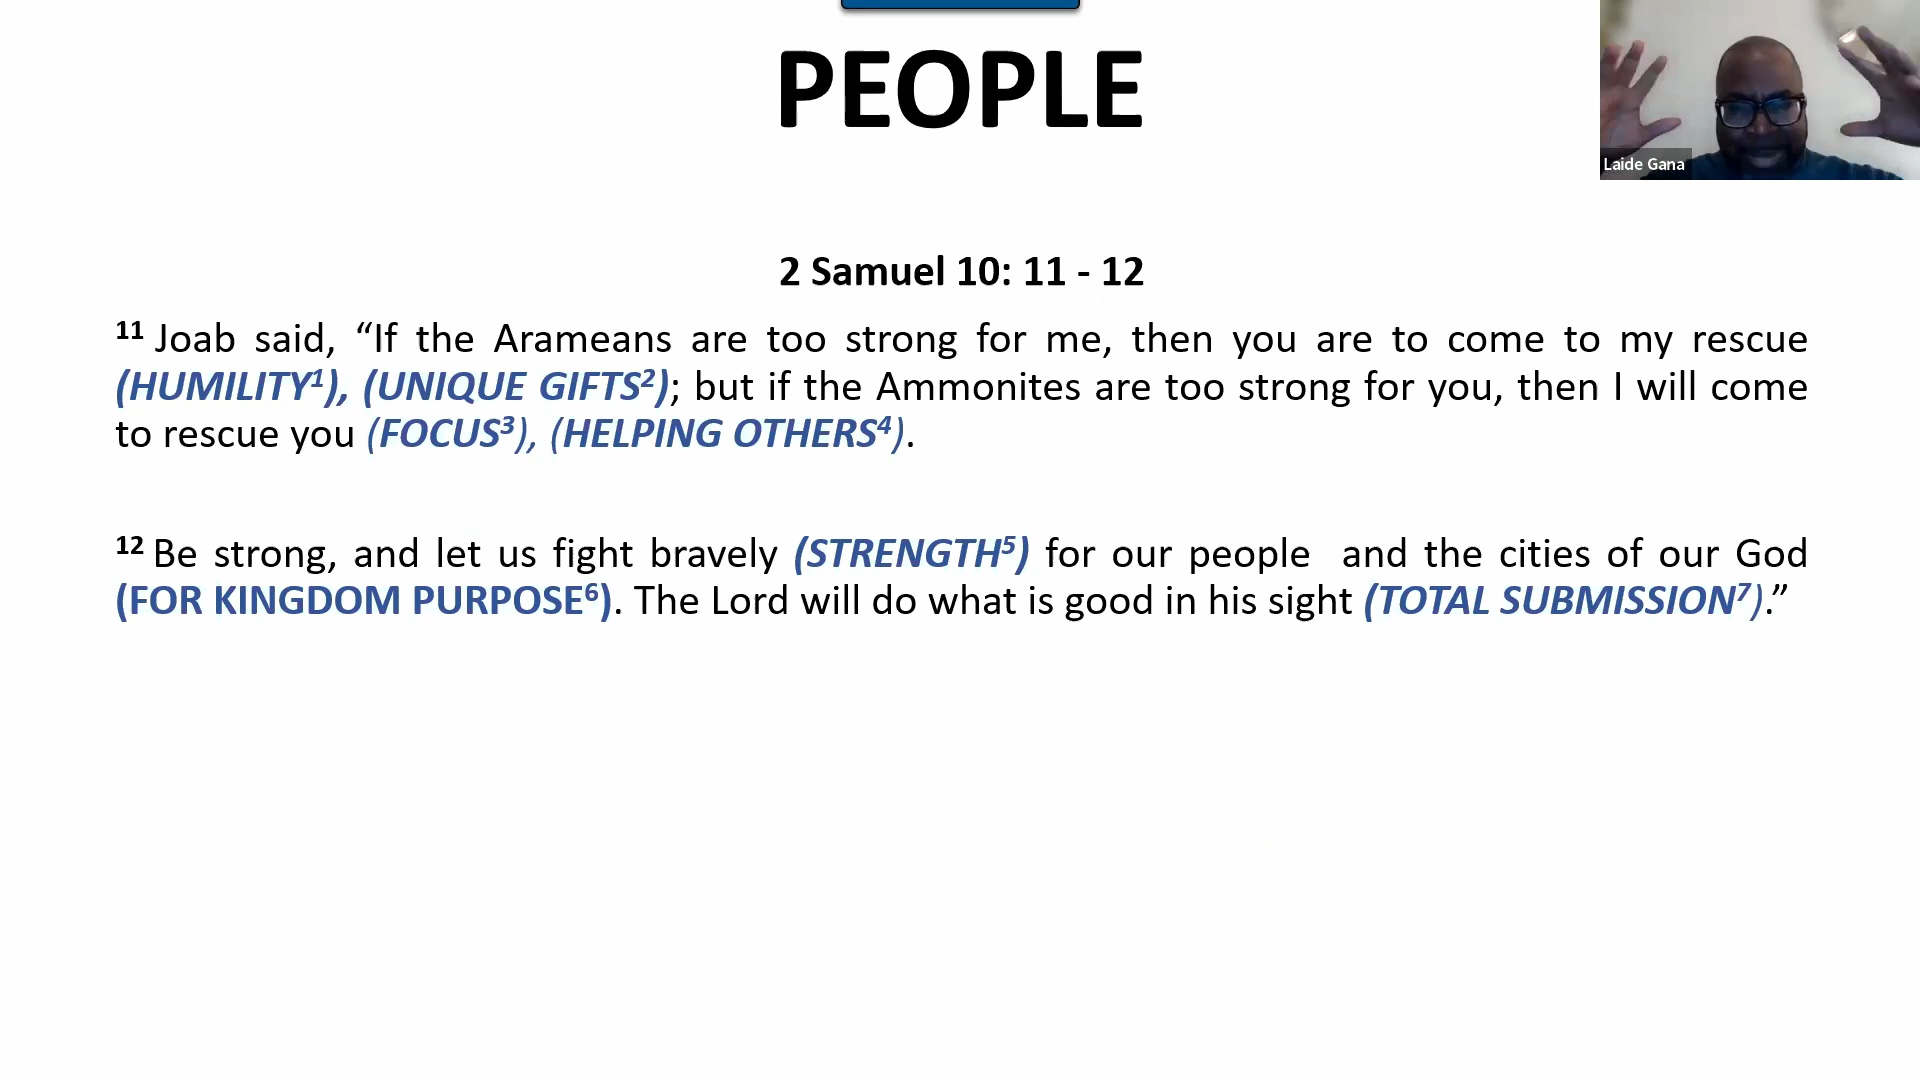 PEOPLE
Laide Gana
2 Samuel 10: 11 - 12
11 Joab said, “If the Arameans are too strong for me, then you are to come to my rescue
(HUMILITY¹), (UNIQUE GIFTS²); but if the Ammonites are too strong for you, then I will come
to rescue you (FOCUS³), (HELPING OTHERS⁴).
12 Be strong, and let us fight bravely (STRENGTH⁵) for our people and the cities of our God
(FOR KINGDOM PURPOSE⁶). The Lord will do what is good in his sight (TOTAL SUBMISSION⁷).”